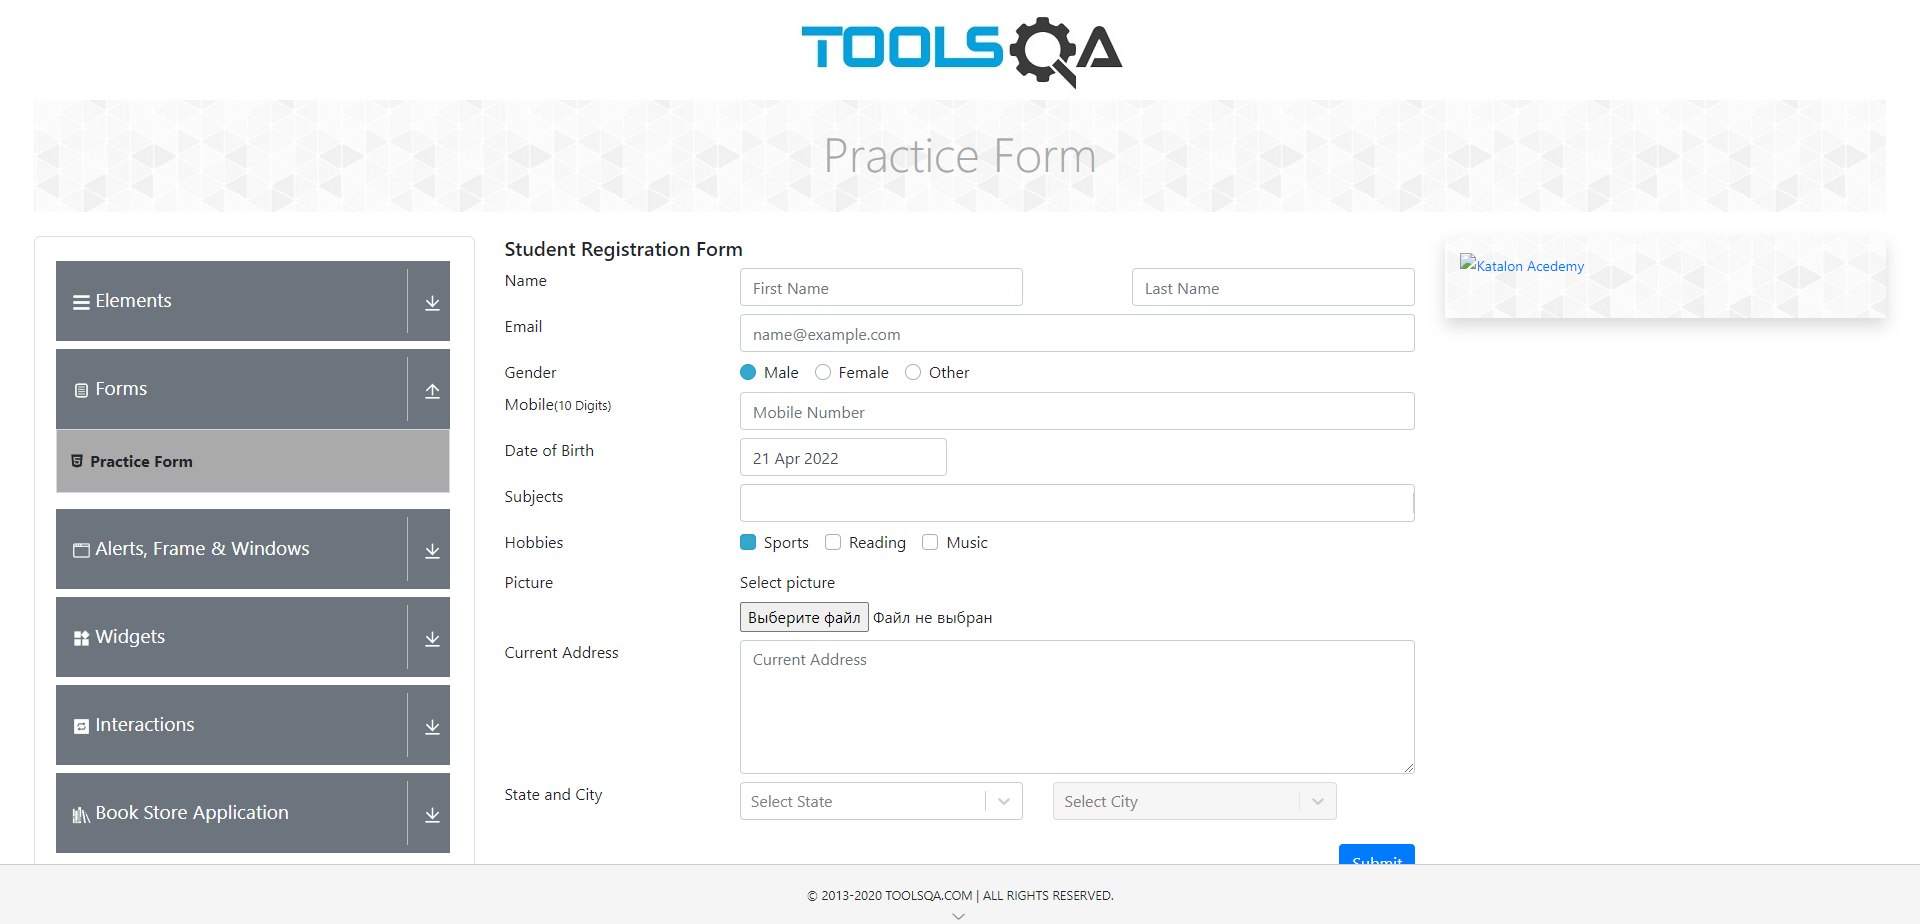 TOOLSQA
Practice Form
Elements
Forms
Practice Form
Alerts, Frame & Windows
Widgets
Interactions
Book Store Application
Student Registration Form
Name
First Name
Last Name
Email
name@example.com
Gender
Male
Female
Other
Mobile(10 Digits)
Mobile Number
Date of Birth
21 Apr 2022
Subjects
Hobbies
Sports
Reading
Music
Picture
Select picture
Выберите файл Файл не выбран
Current Address
Current Address
State and City
Select State
Select City
Submit
Katalon Acedemy
© 2013-2020 TOOLSQA.COM | ALL RIGHTS RESERVED.